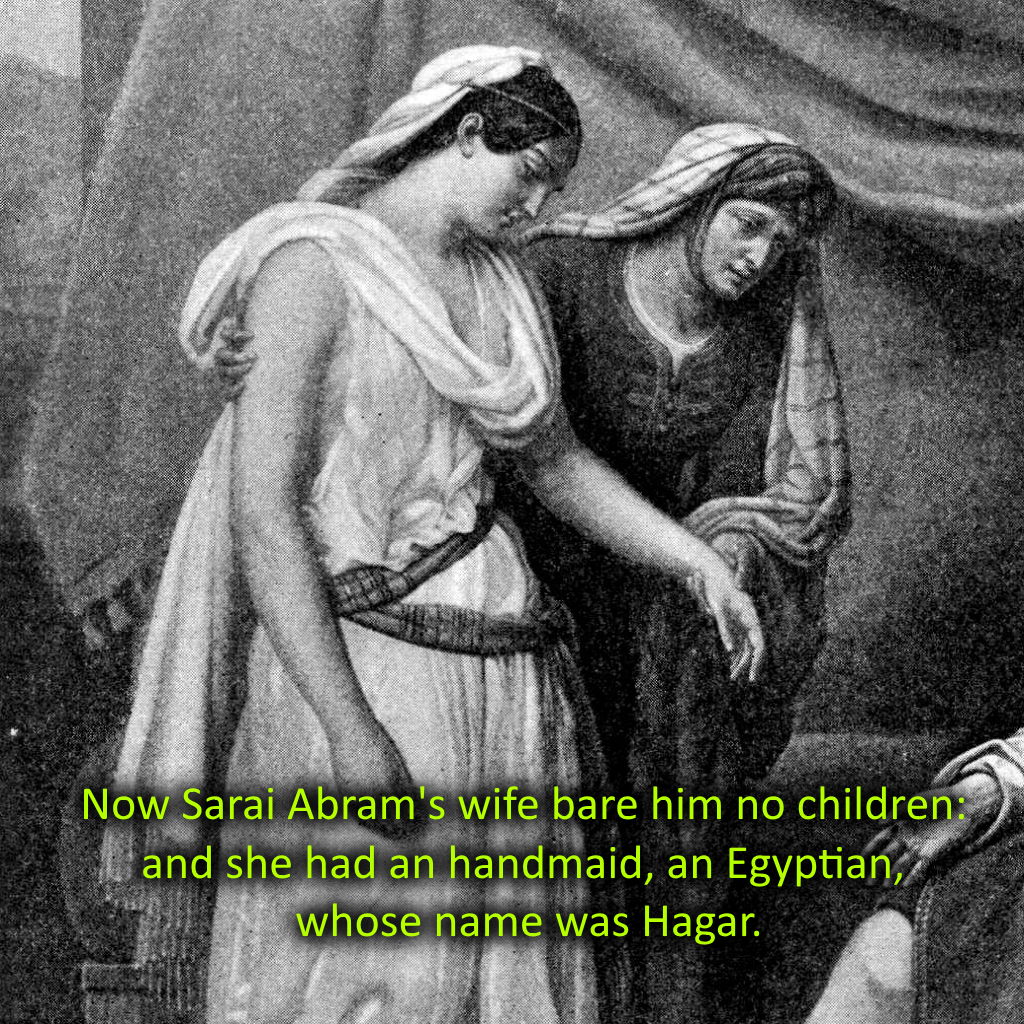 Now Sarai Abram's wife bare him no children:
and she had an handmaid, an Egyptian,
whose name was Hagar.